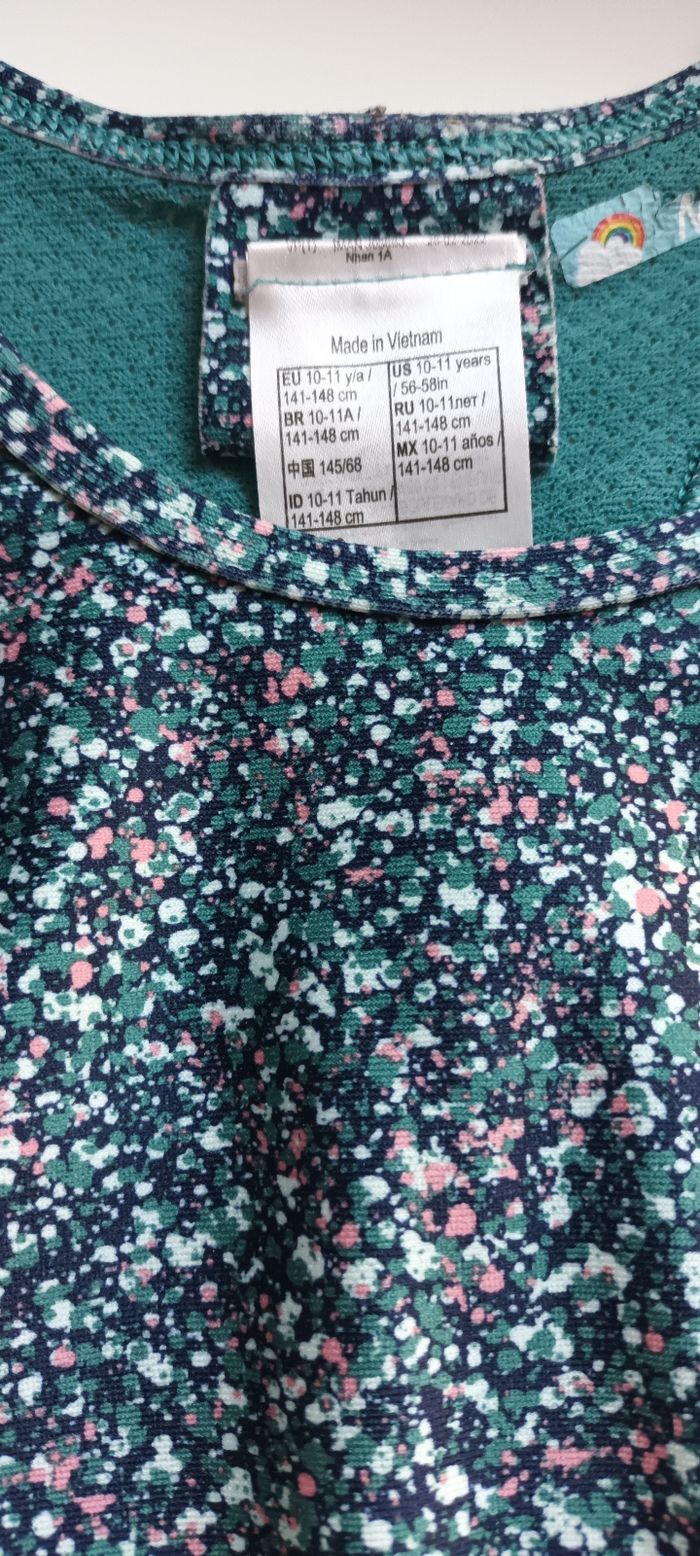 Nhan 1A
Made in Vietnam
EU 10-11 y/a /
141-148 cm
BR 10-11A /
141-148 cm
中国 145/68
ID 10-11 Tahun /
141-148 cm
US 10-11 years
/ 56-58in
RU 10-11лет /
141-148 cm
MX 10-11 años /
141-148 cm